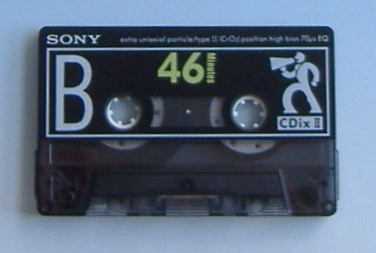 SONY extra uniaxial particle/type II (CrO₂) position high bias 70µs EQ
B 46 Minutes
CDix II